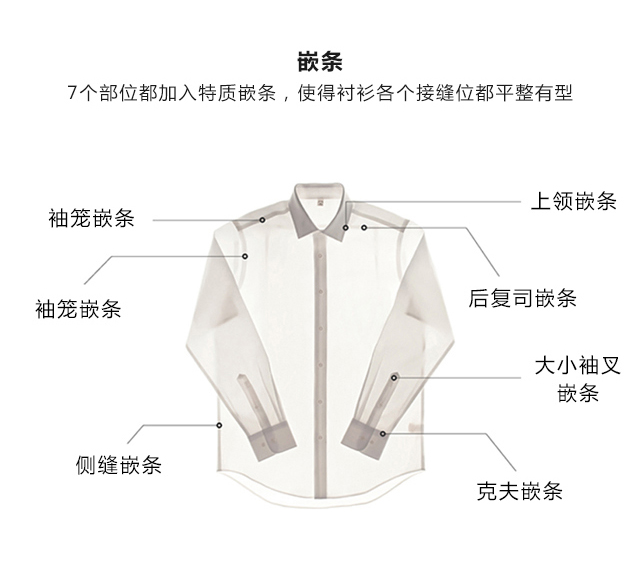 嵌条
7个部位都加入特质嵌条，使得衬衫各个接缝位都平整有型
上领嵌条
袖笼嵌条
后复司嵌条
袖笼嵌条
大小袖叉
嵌条
侧缝嵌条
克夫嵌条